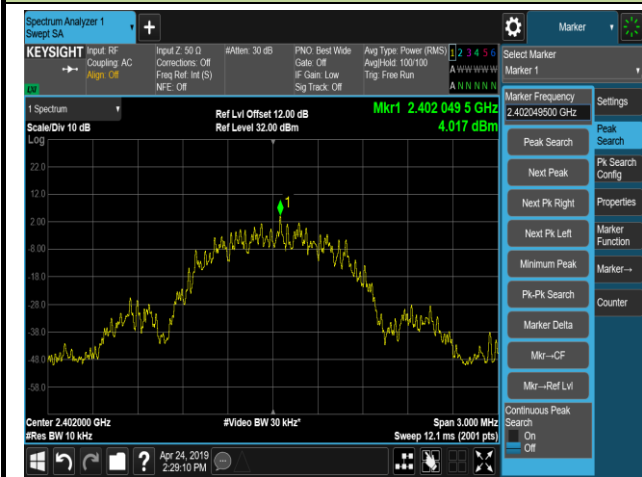 Spectrum Analyzer 1
Swept SA
Marker
KEYSIGHT
Input: RF
Coupling: AC
Align: Off
Input Z: 50 Ω
Corrections: Off
Freq Ref: Int (S)
NFE: Off
#Atten: 30 dB
PNO: Best Wide
Gate: Off
IF Gain: Low
Sig Track: Off
Avg Type: Power (RMS)
Avg|Hold: 100/100
Trig: Free Run
1 2 3 4 5 6
A W W W W W
A N N N N N
LXI
Select Marker
Marker 1
1 Spectrum
Scale/Div 10 dB
Log
Ref Lvl Offset 12.00 dB
Ref Level 32.00 dBm
Mkr1 2.402 049 5 GHz
4.017 dBm
22.0
12.0
2.00
-8.00
-18.0
-28.0
-38.0
-48.0
-58.0
1
Center 2.402000 GHz
#Res BW 10 kHz
#Video BW 30 kHz*
Span 3.000 MHz
Sweep 12.1 ms (2001 pts)
Marker Frequency
2.402049500 GHz
Peak Search
Next Peak
Next Pk Right
Next Pk Left
Minimum Peak
Pk-Pk Search
Marker Delta
Mkr→CF
Mkr→Ref Lvl
Continuous Peak
Search
On
Off
Settings
Peak
Search
Pk Search
Config
Properties
Marker
Function
Marker→
Counter
?
Apr 24, 2019
2:29:10 PM